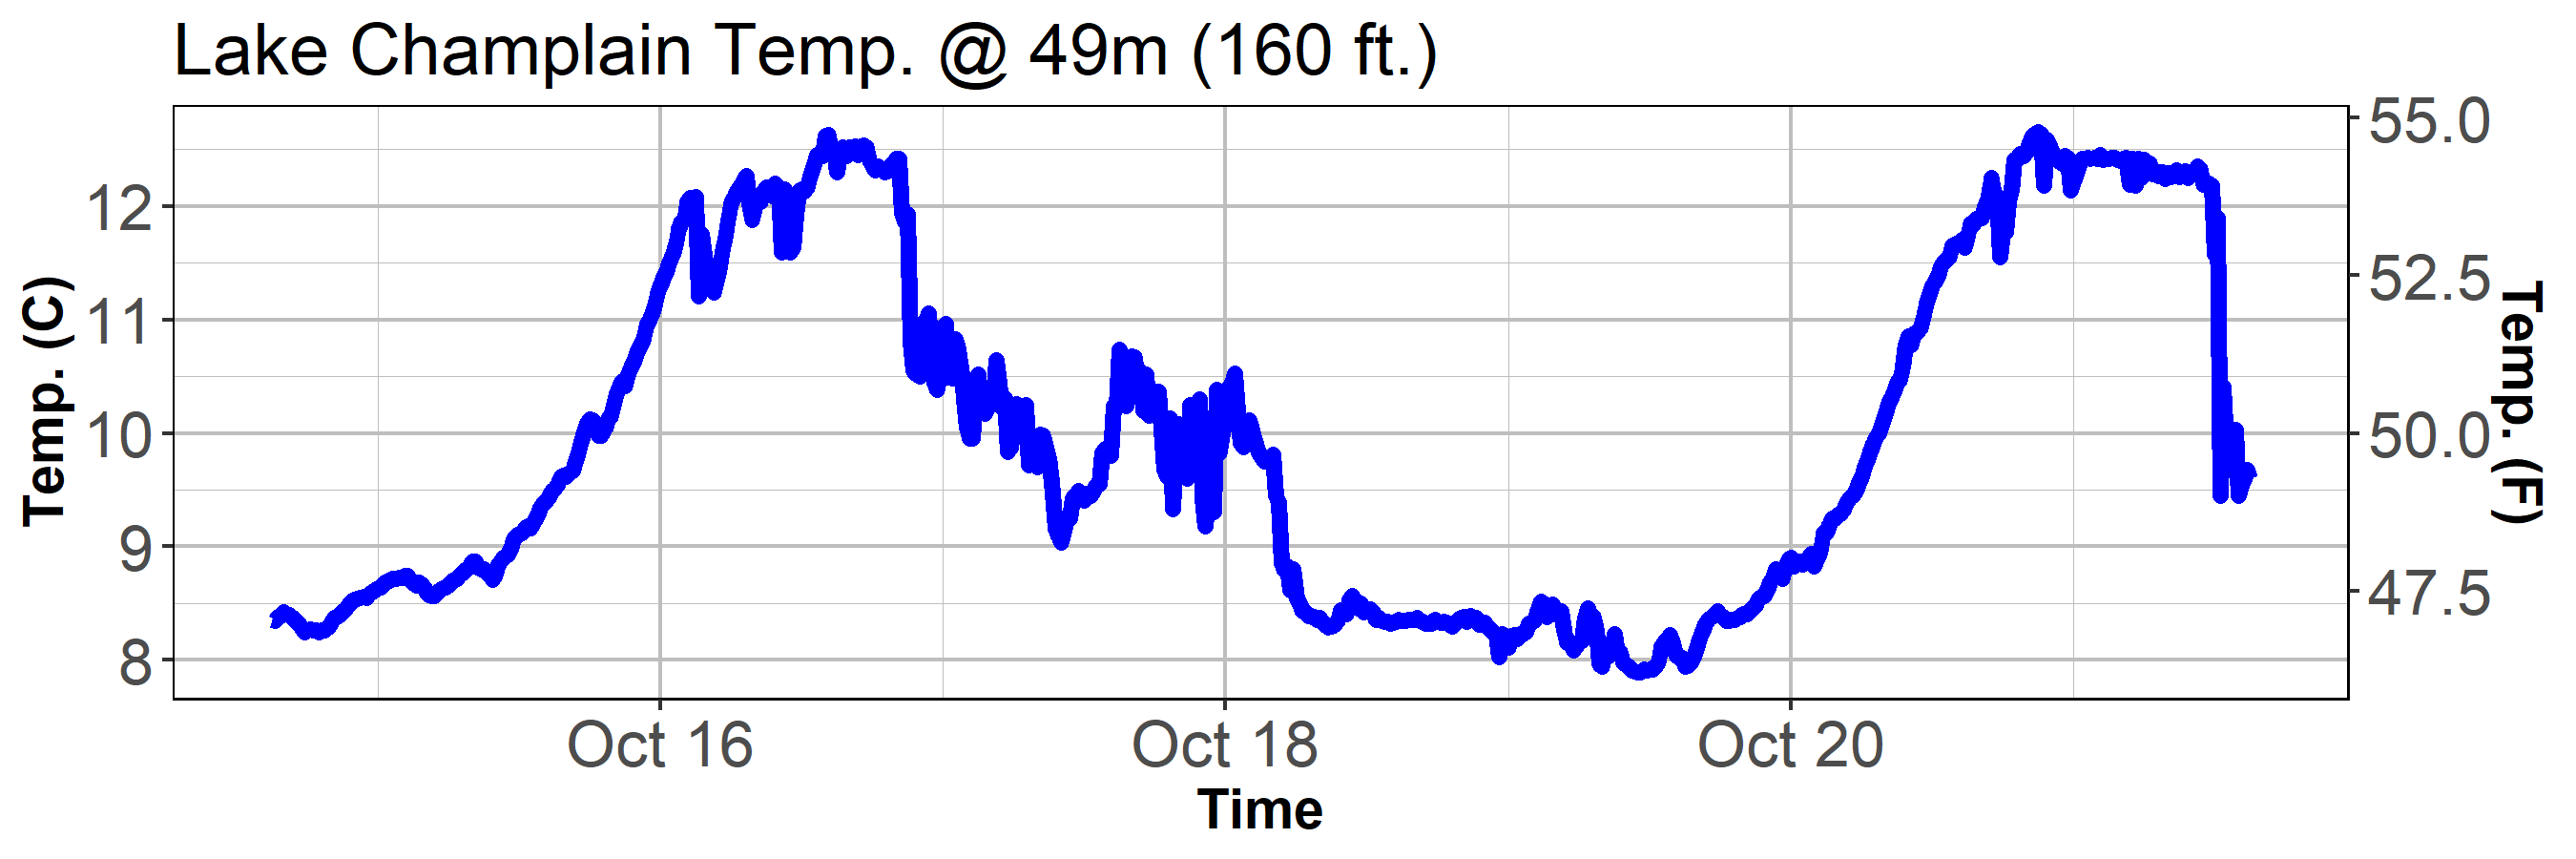 Lake Champlain Temp. @ 49m (160 ft.)
Temp. (C)
12
11
10
9
8
55.0
52.5
50.0
47.5
Temp. (F)
Oct 16
Oct 18
Oct 20
Time